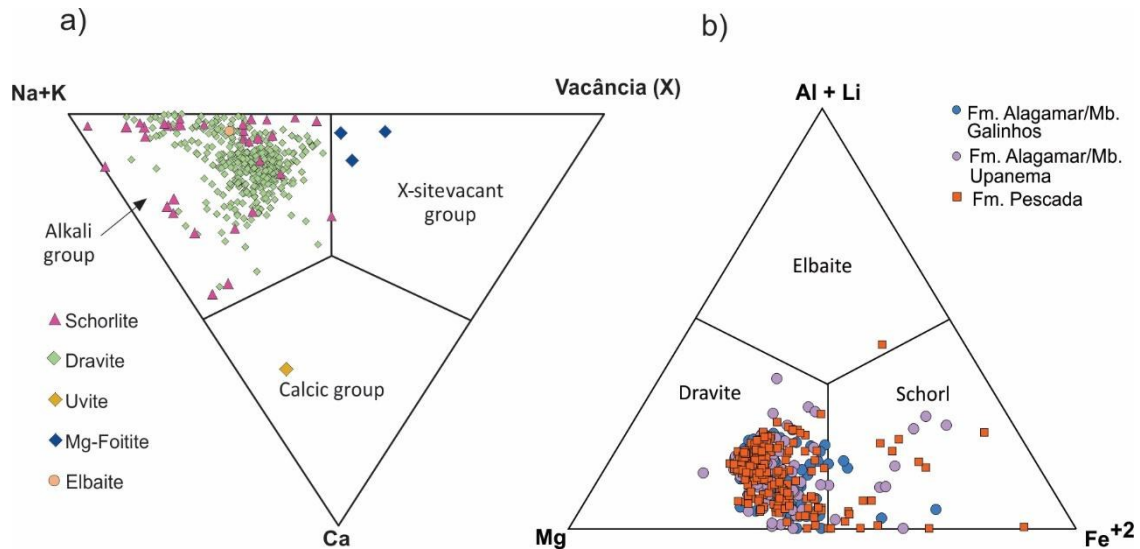 a)
b)
Na+K
Vacância (X)
X-sitevacant
group
Alkali
group
Calcic group
Schorlite
Dravite
Uvite
Mg-Foitite
Elbaite
Ca
Al + Li
Elbaite
Dravite
Schorl
Mg
Fe+2
Fm. Alagamar/Mb.
Galinhos
Fm. Alagamar/Mb.
Upanema
Fm. Pescada